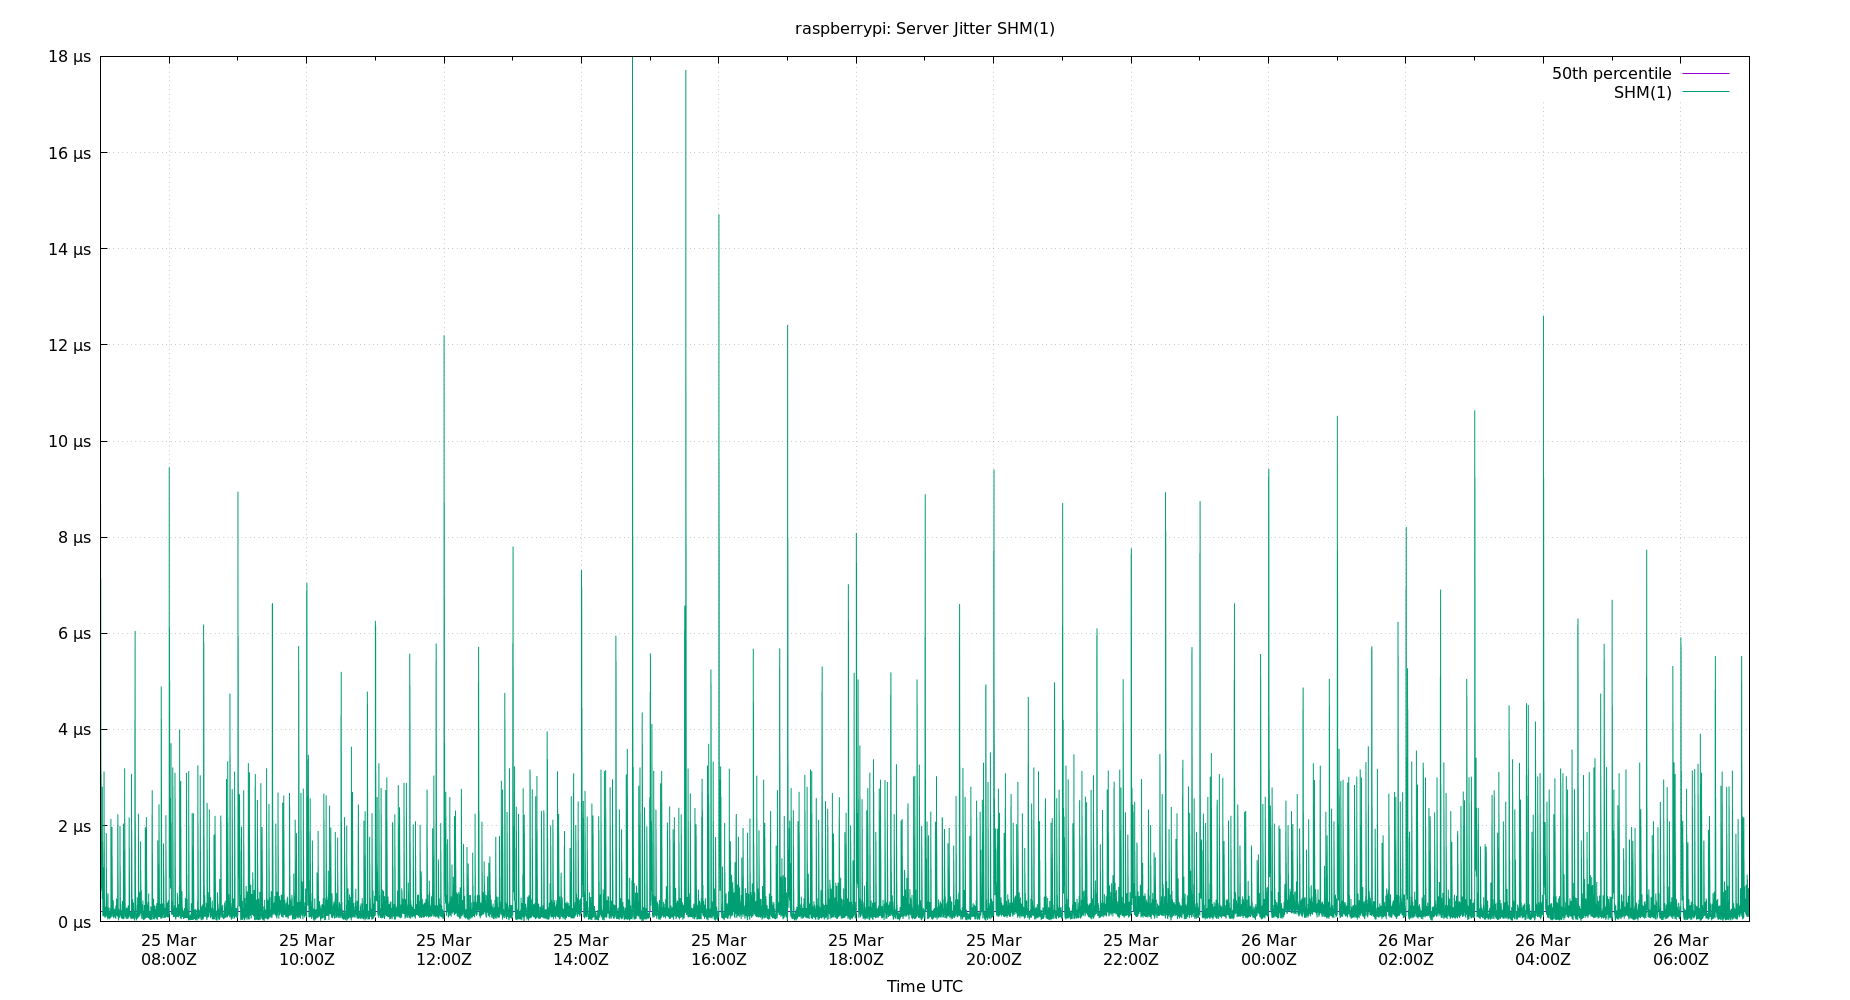 raspberrypi: Server Jitter SHM(1)
18 µs
16 µs
14 µs
12 µs
10 µs
8 µs
6 µs
4 µs
2 µs
0 µs
50th percentile
SHM(1)
25 Mar 25 Mar 25 Mar 25 Mar 25 Mar 25 Mar 25 Mar 25 Mar 26 Mar 26 Mar 26 Mar 26 Mar
08:00Z 10:00Z 12:00Z 14:00Z 16:00Z 18:00Z 20:00Z 22:00Z 00:00Z 02:00Z 04:00Z 06:00Z
Time UTC